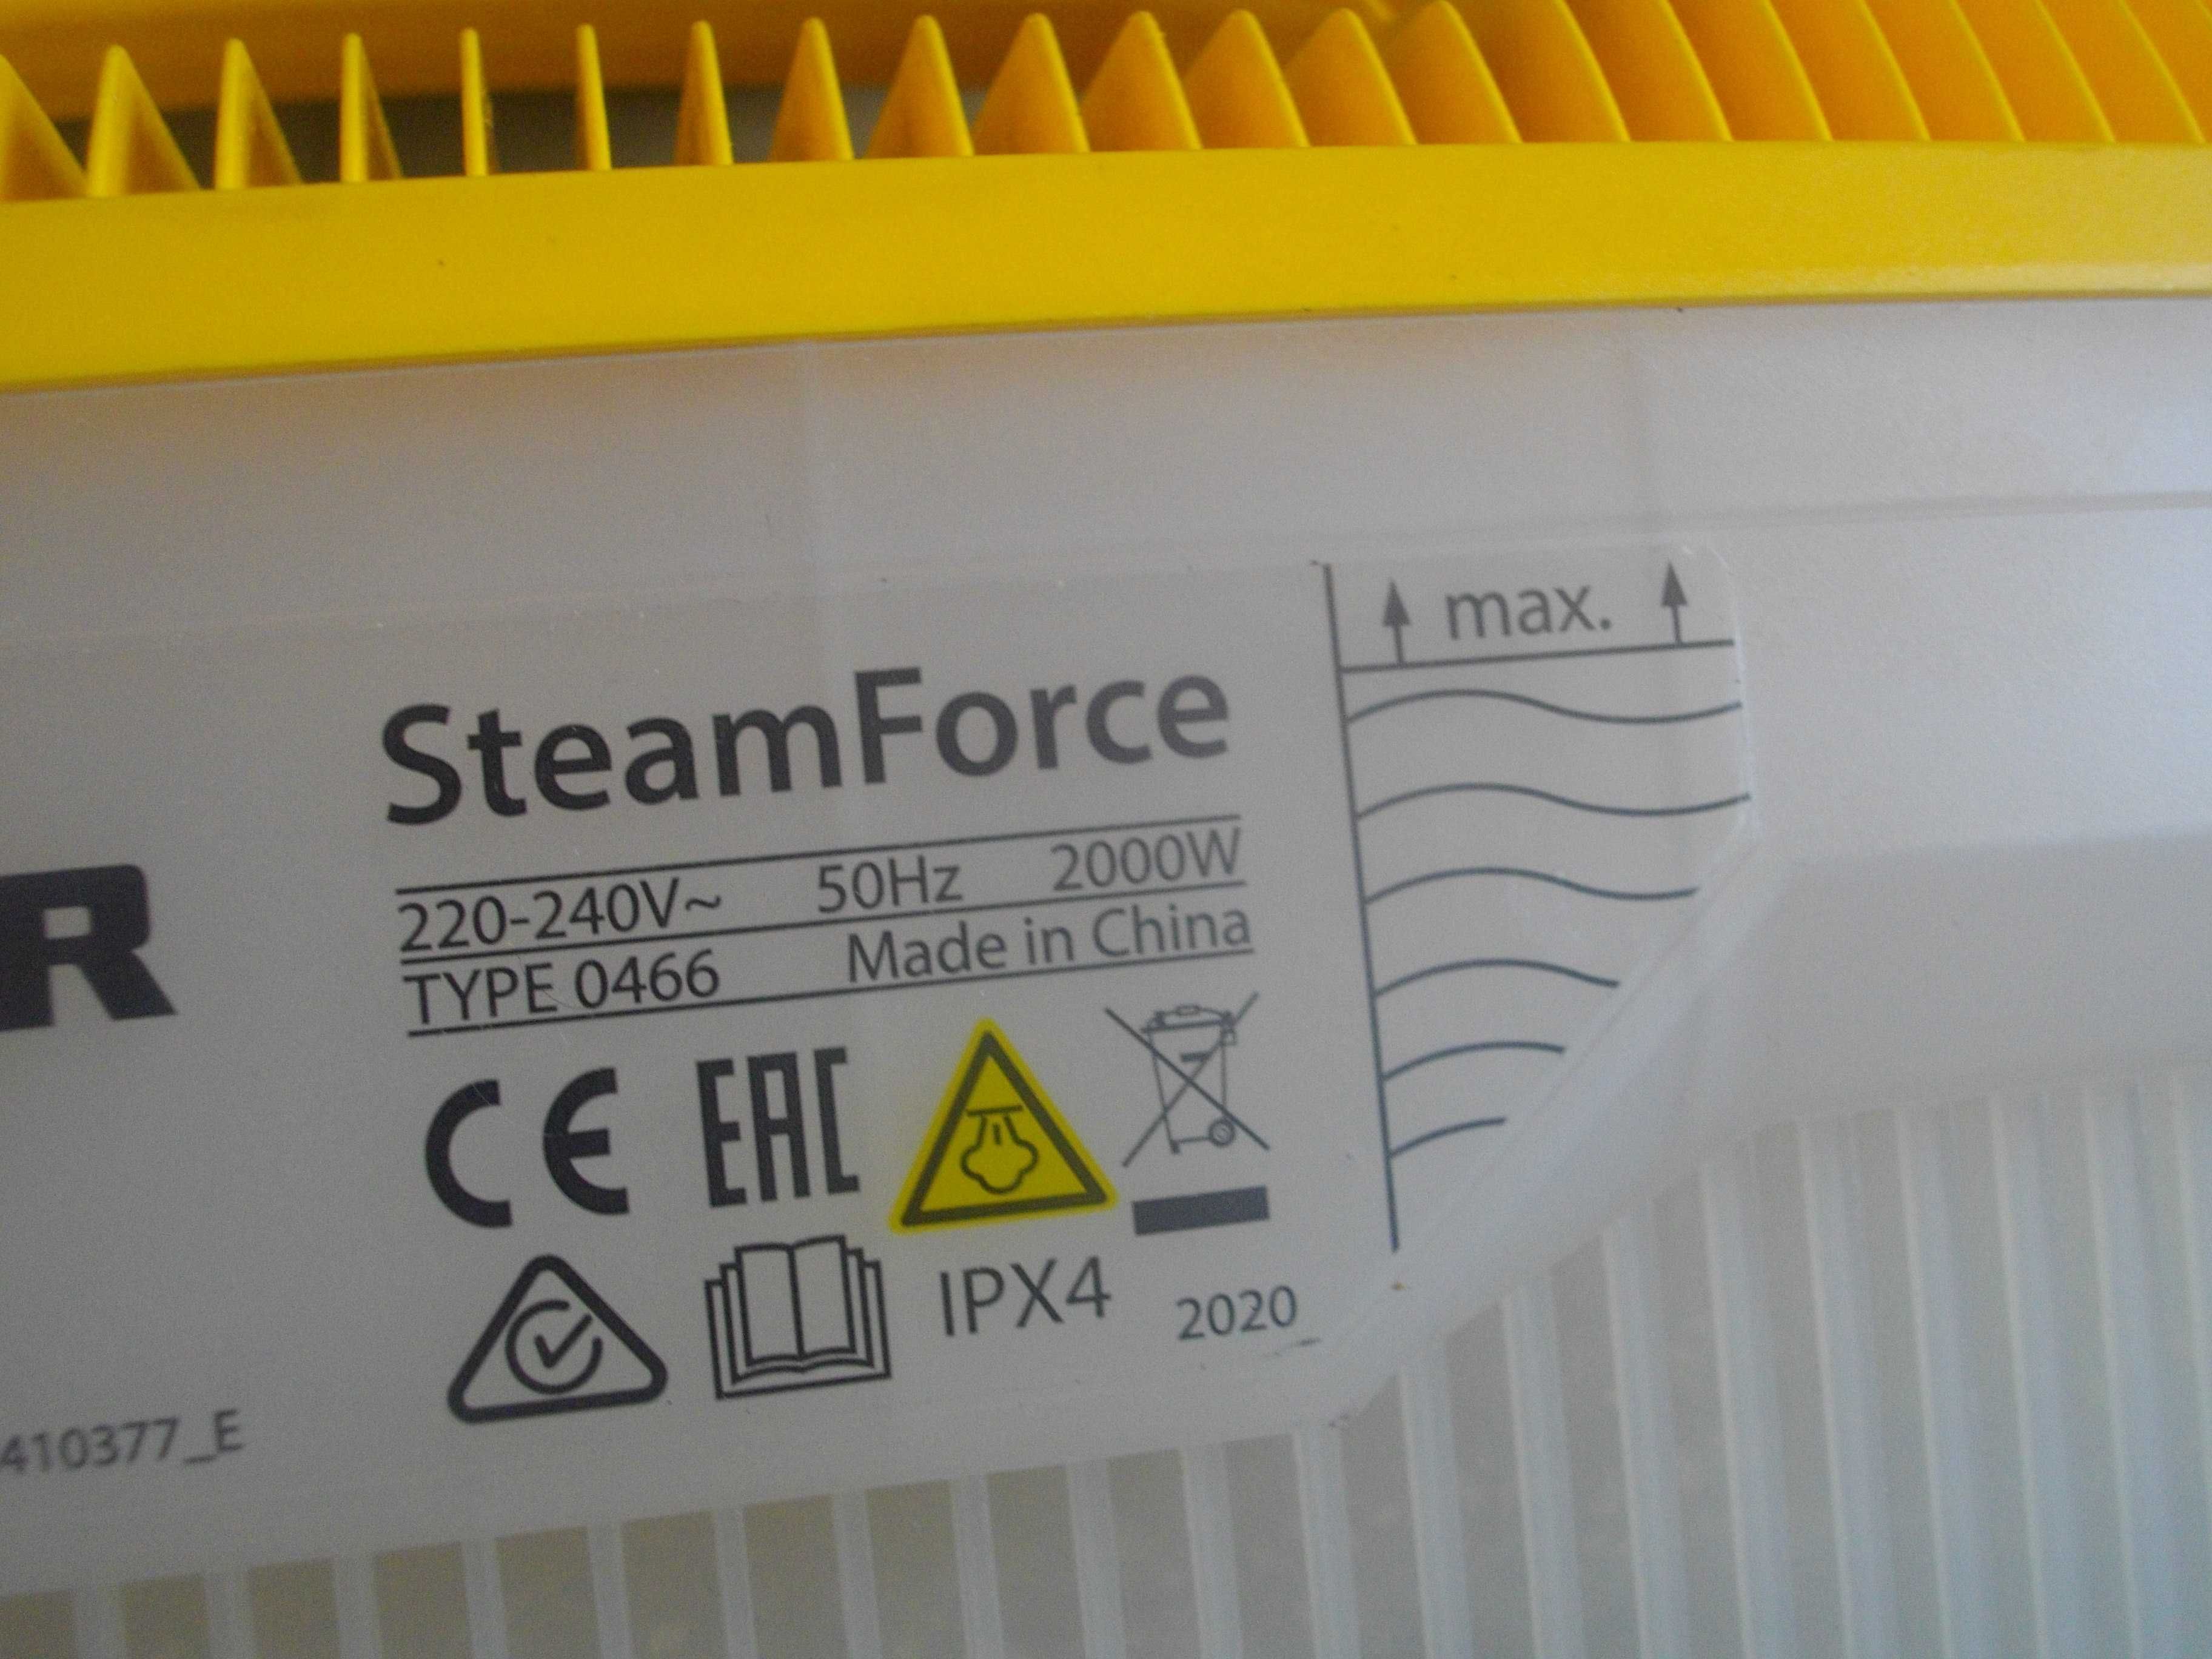 max.
SteamForce
220-240V~ 50Hz 2000W
TYPE 0466 Made in China
R
CE EAC
IPX4 2020
410377_E